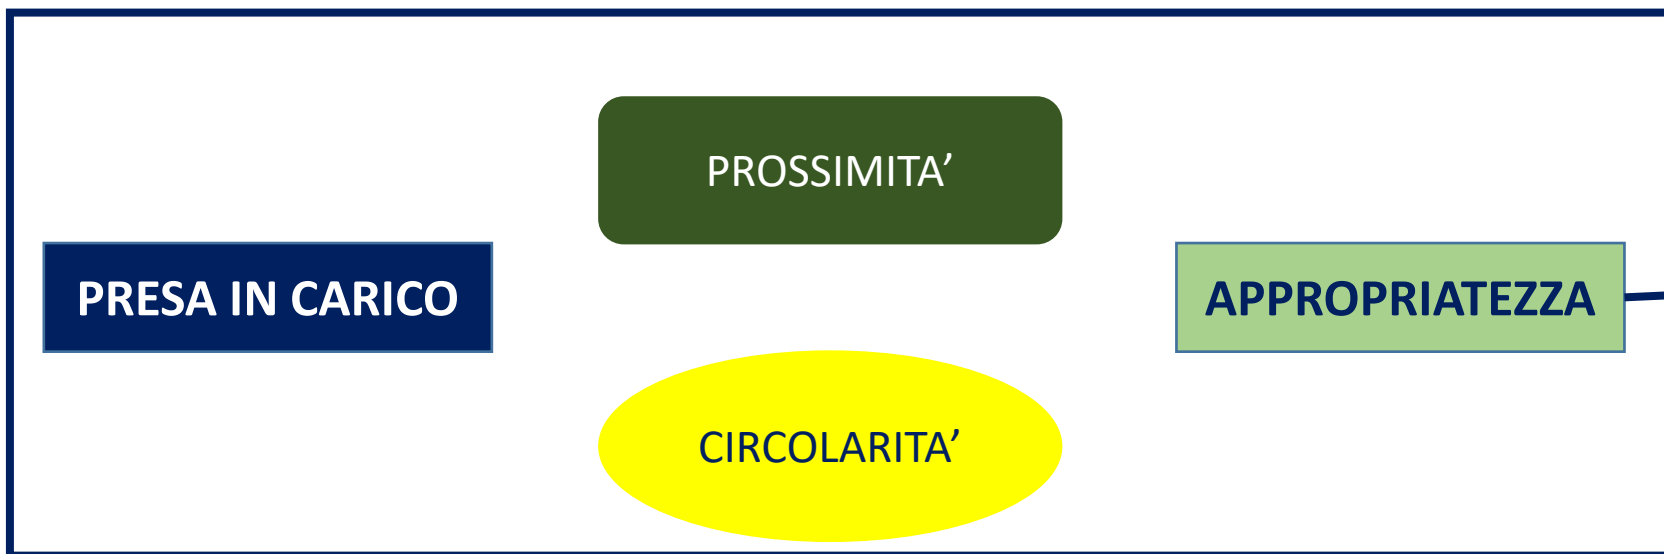 PROSSIMITA’
PRESA IN CARICO
APPROPRIATEZZA
CIRCOLARITA’